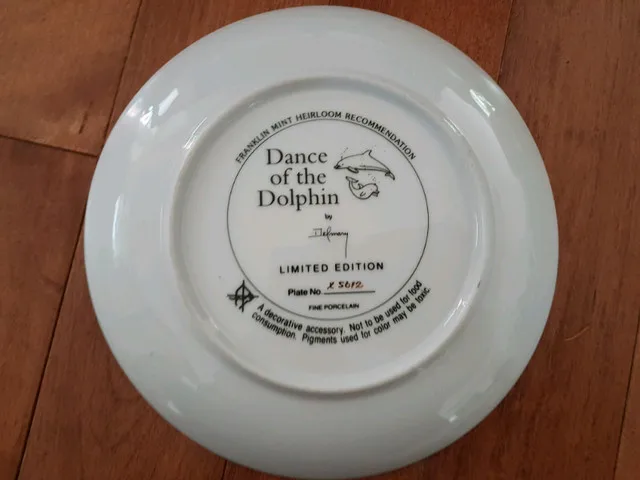 FRANKLIN MINT HEIRLOOM RECOMMENDATION
Dance
of the
Dolphin
by
LIMITED EDITION
Plate No X 5612
FINE PORCELAIN
A decorative accessory. Not to be used for food
consumption. Pigments used for color may be toxic.